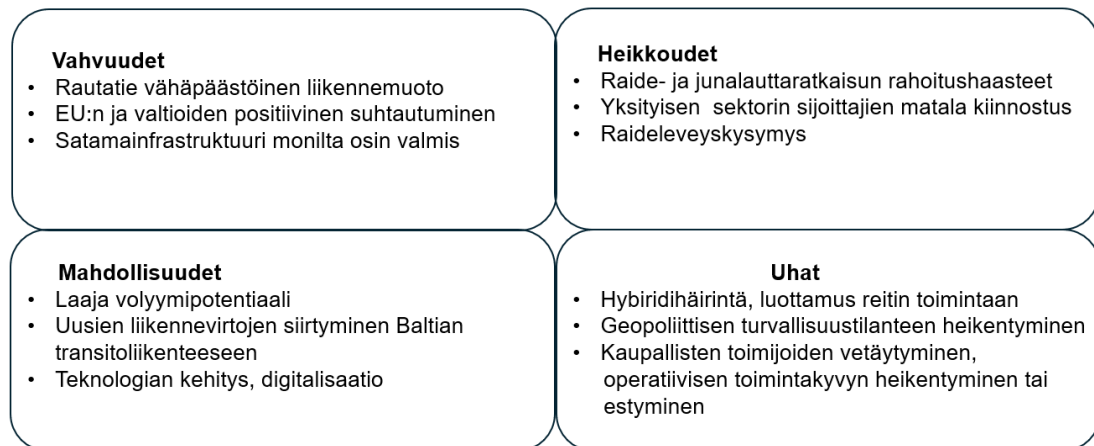 Vahvuudet
• Rautatie vähäpäästöinen liikennemuoto
• EU:n ja valtioiden positiivinen suhtautuminen
• Satamainfrastruktuuri monilta osin valmis
Heikkoudet
• Raide- ja junalauttaratkaisun rahoitushaasteet
• Yksityisen sektorin sijoittajien matala kiinnostus
• Raideleveyskysymys
Mahdollisuudet
• Laaja volyymipotentiaali
• Uusien liikennevirtojen siirtyminen Baltian
transitoliikenteeseen
• Teknologian kehitys, digitalisaatio
Uhat
• Hybiridihäirintä, luottamus reitin toimintaan
• Geopoliittisen turvallisuustilanteen heikentyminen
• Kaupallisten toimijoiden vetäytyminen,
operatiivisen toimintakyvyn heikentyminen tai
estyminen